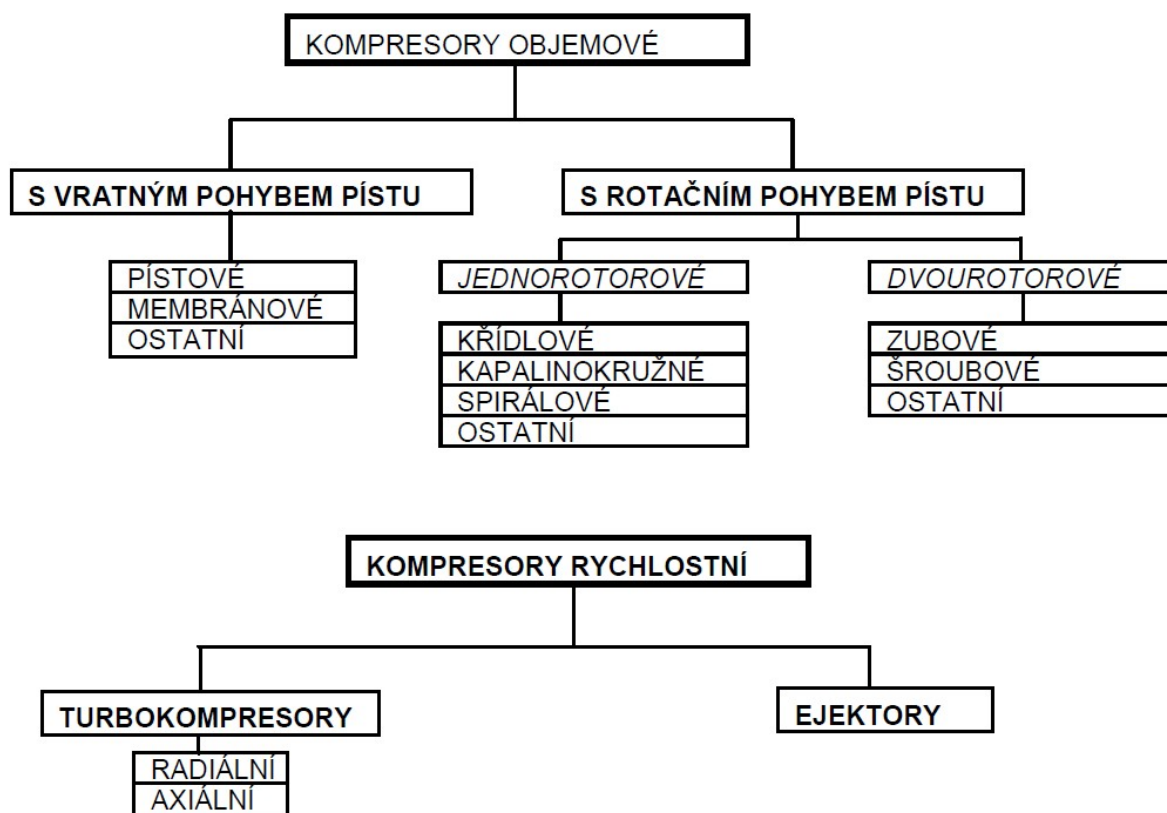 KOMPRESORY OBJEMOVÉ
S VRATNÝM POHYBEM PÍSTU
S ROTAČNÍM POHYBEM PÍSTU
PÍSTOVÉ
MEMBRÁNOVÉ
OSTATNÍ
JEDNOROTOROVÉ
KŘÍDLOVÉ
KAPALINOKRUŽNÉ
SPIRÁLOVÉ
OSTATNÍ
DVOUROTOROVÉ
ZUBOVÉ
ŠROUBOVÉ
OSTATNÍ
KOMPRESORY RYCHLOSTNÍ
TURBOKOMPRESORY
RADIÁLNÍ
AXIÁLNÍ
EJEKTORY